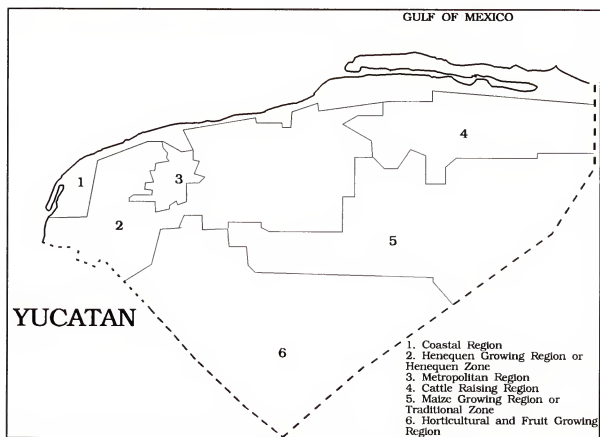 GULF OF MEXICO
4
1
3
2
5
YUCATAN
6
1. Coastal Region
2. Henequen Growing Region or
Henequen Zone
3. Metropolitan Region
4. Cattle Raising Region
5. Maize Growing Region or
Traditional Zone
6. Horticultural and Fruit Growing
Region